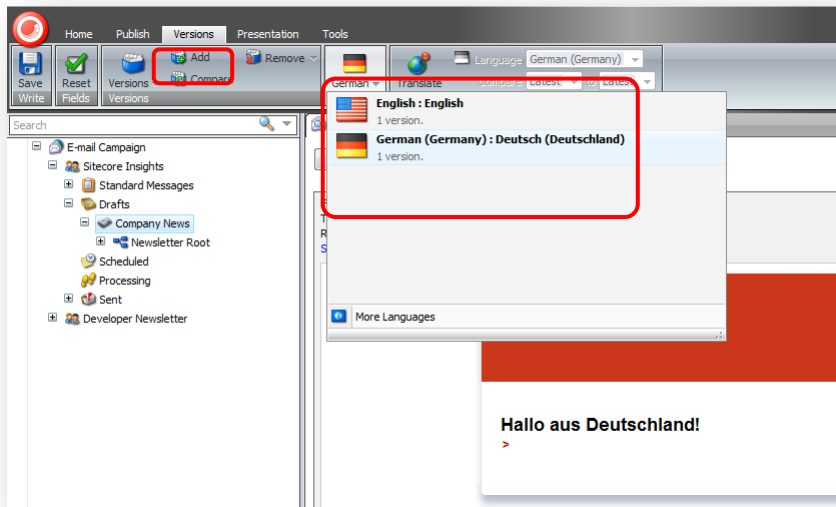 Home Publish Versions Presentation Tools
Add Remove Language German (Germany)
Save Reset Versions Compare German Translate Compare Latest to Latest
Write Fields Versions
Search
English : English
1 version.
German (Germany) : Deutsch (Deutschland)
1 version.
E-mail Campaign
Sitecore Insights
Standard Messages
Drafts
Company News
Newsletter Root
Scheduled
Processing
Sent
Developer Newsletter
More Languages
Hallo aus Deutschland!
>